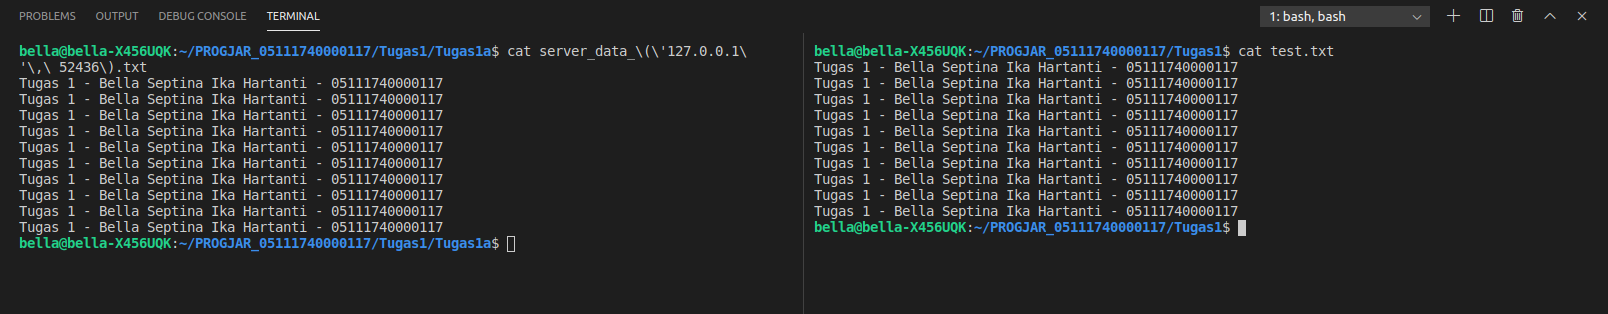 PROBLEMS OUTPUT DEBUG CONSOLE TERMINAL 1: bash, bash
bella@bella-X456UQK:~/PROGJAR_05111740000117/Tugas1/Tugas1a$ cat server_data_\(\'127.0.0.1\
'\,\ 52436\).txt
Tugas 1 - Bella Septina Ika Hartanti - 05111740000117
Tugas 1 - Bella Septina Ika Hartanti - 05111740000117
Tugas 1 - Bella Septina Ika Hartanti - 05111740000117
Tugas 1 - Bella Septina Ika Hartanti - 05111740000117
Tugas 1 - Bella Septina Ika Hartanti - 05111740000117
Tugas 1 - Bella Septina Ika Hartanti - 05111740000117
Tugas 1 - Bella Septina Ika Hartanti - 05111740000117
Tugas 1 - Bella Septina Ika Hartanti - 05111740000117
Tugas 1 - Bella Septina Ika Hartanti - 05111740000117
Tugas 1 - Bella Septina Ika Hartanti - 05111740000117
bella@bella-X456UQK:~/PROGJAR_05111740000117/Tugas1/Tugas1a$
bella@bella-X456UQK:~/PROGJAR_05111740000117/Tugas1$ cat test.txt
Tugas 1 - Bella Septina Ika Hartanti - 05111740000117
Tugas 1 - Bella Septina Ika Hartanti - 05111740000117
Tugas 1 - Bella Septina Ika Hartanti - 05111740000117
Tugas 1 - Bella Septina Ika Hartanti - 05111740000117
Tugas 1 - Bella Septina Ika Hartanti - 05111740000117
Tugas 1 - Bella Septina Ika Hartanti - 05111740000117
Tugas 1 - Bella Septina Ika Hartanti - 05111740000117
Tugas 1 - Bella Septina Ika Hartanti - 05111740000117
Tugas 1 - Bella Septina Ika Hartanti - 05111740000117
Tugas 1 - Bella Septina Ika Hartanti - 05111740000117
bella@bella-X456UQK:~/PROGJAR_05111740000117/Tugas1$